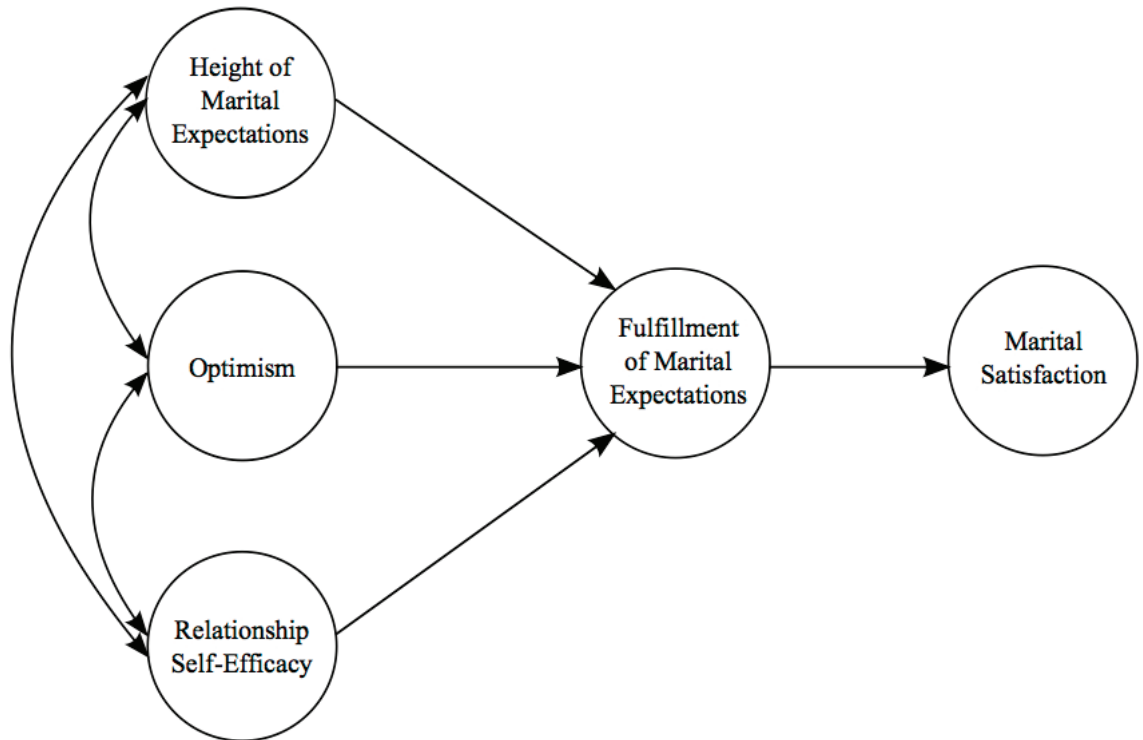 Height of
Marital
Expectations
Optimism
Relationship
Self-Efficacy
Fulfillment
of Marital
Expectations
Marital
Satisfaction